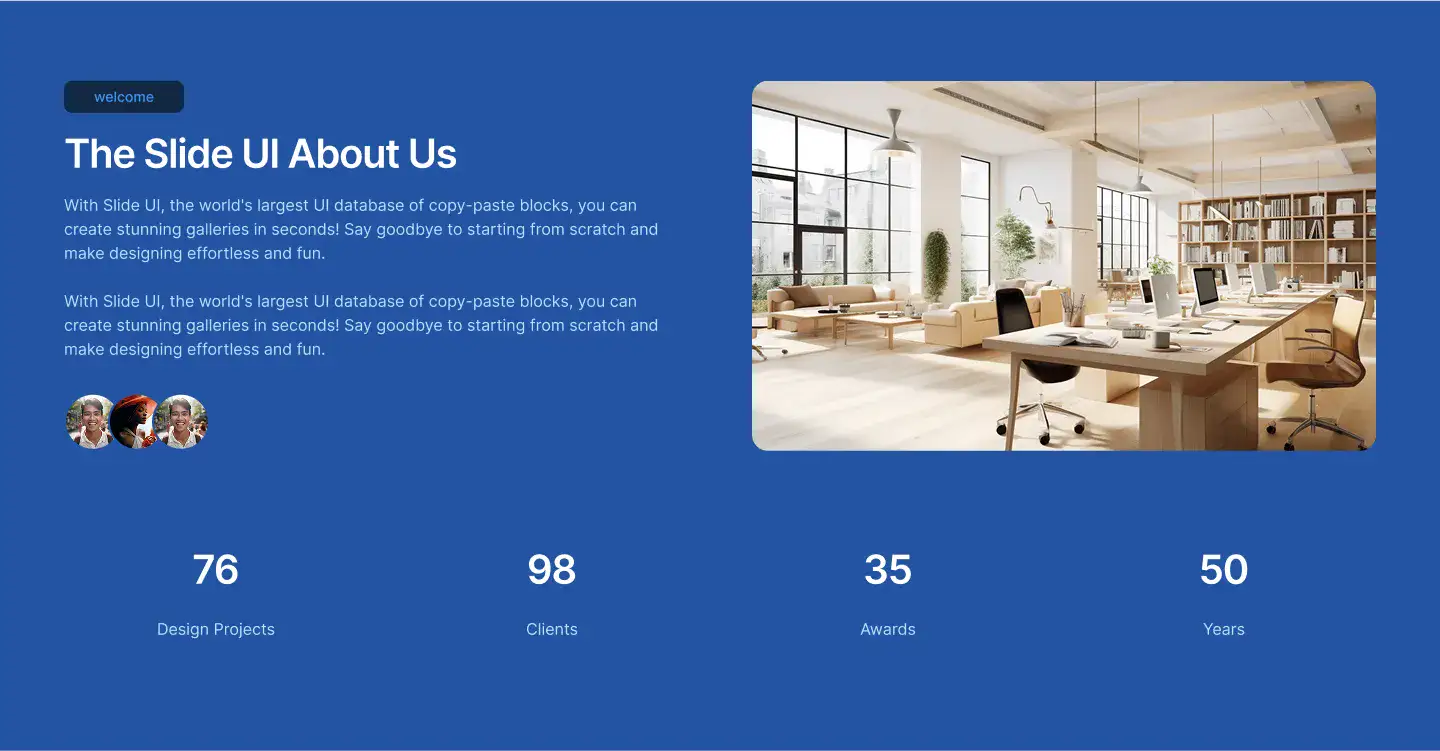 welcome
The Slide UI About Us
With Slide UI, the world's largest UI database of copy-paste blocks, you can
create stunning galleries in seconds! Say goodbye to starting from scratch and
make designing effortless and fun.
With Slide UI, the world's largest UI database of copy-paste blocks, you can
create stunning galleries in seconds! Say goodbye to starting from scratch and
make designing effortless and fun.
76
98
35
50
Design Projects
Clients
Awards
Years